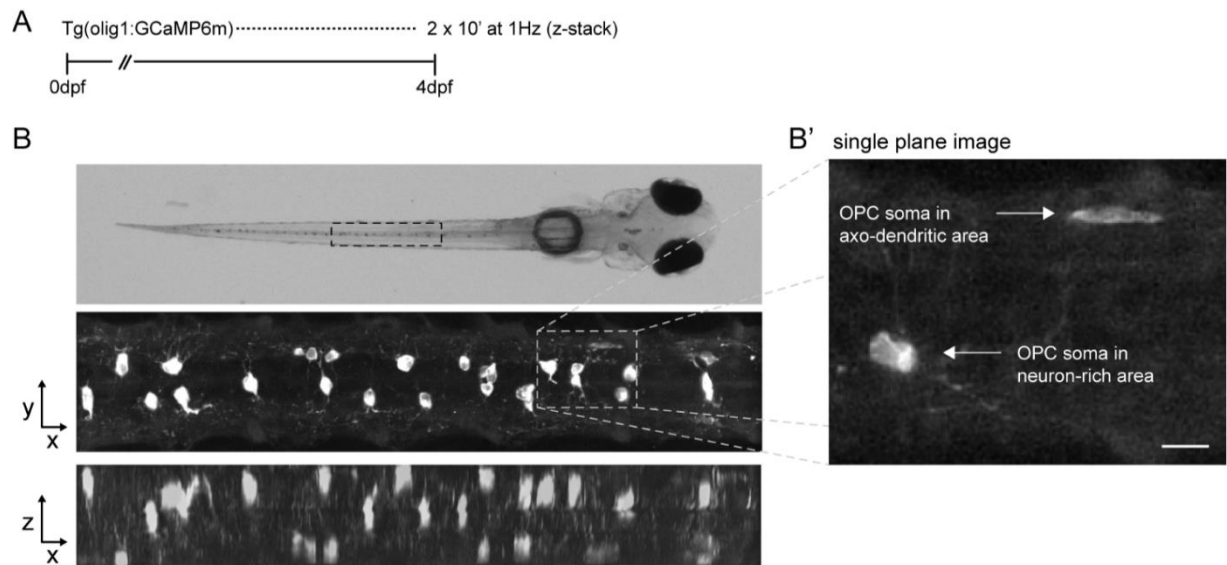 A
Tg(olig1:GCaMP6m)
2 x 10' at 1Hz (z-stack)
0dpf
4dpf
B
y
x
z
x
B' single plane image
OPC soma in
axo-dendritic area
OPC soma in
neuron-rich area